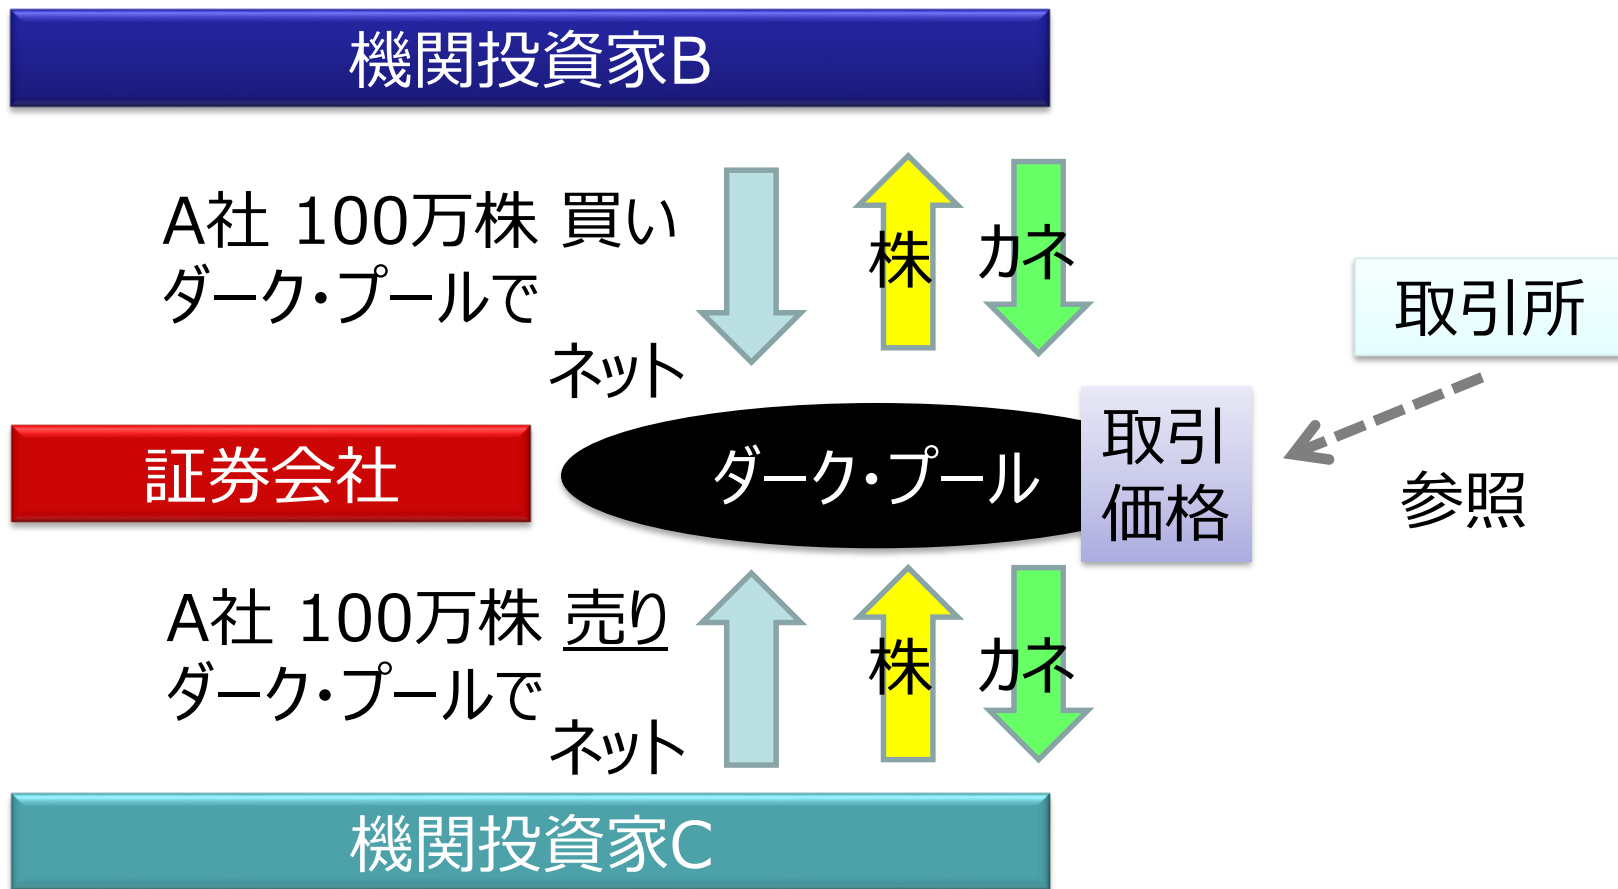 機関投資家B
A社 100万株 買い
ダーク・プールで
ネット
株
カネ
取引所
証券会社
ダーク・プール
取引
価格
参照
A社 100万株 売り
ダーク・プールで
ネット
株
カネ
機関投資家C